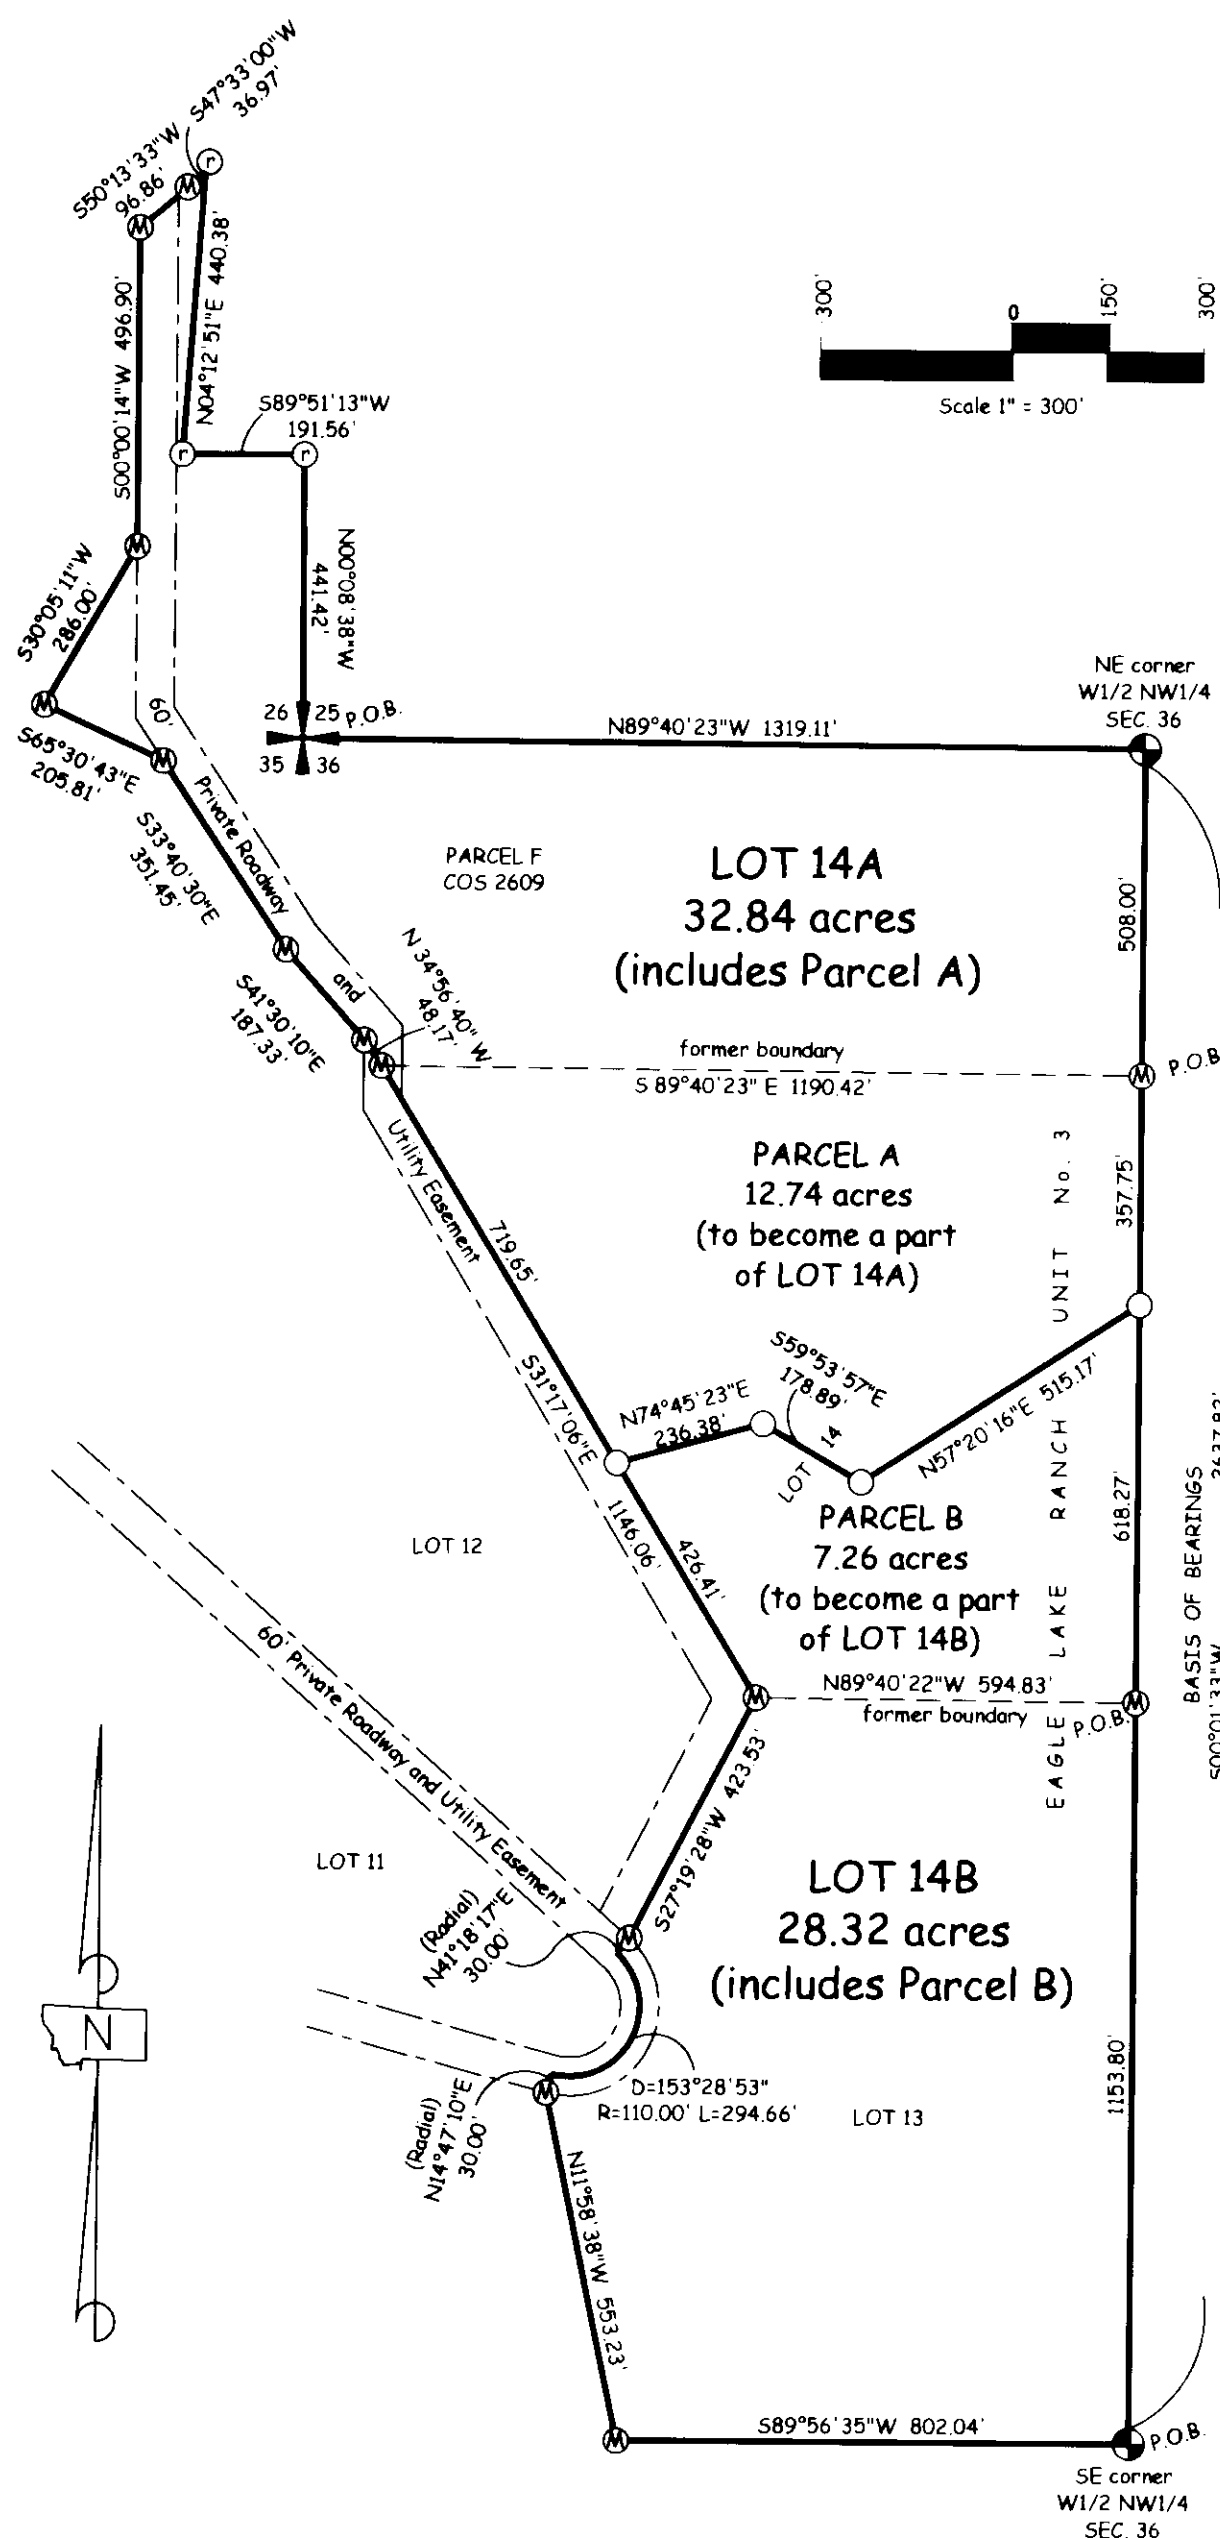 S47°33'00"W
36.97'
S50°13'33"W
96.86'
N04°12'51"E 440.38'
S00°00'14"W 496.90'
300'
0
150'
300'
Scale 1" = 300'
S89°51'13"W
191.56'
N00°08'38"W
441.42'
S30°05'11"W
286.00'
S65°30'43"E
205.81'
60'
26 25
35 36
P.O.B.
N89°40'23"W 1319.11'
NE corner
W1/2 NW1/4
SEC. 36
S33°40'30"E
351.45'
Private Roadway
and
Utility Easement
PARCEL F
COS 2609
LOT 14A
32.84 acres
(includes Parcel A)
508.00'
S41°30'10"E
187.33'
N 34°56'40" W
48.17'
former boundary
S 89°40'23" E 1190.42'
P.O.B
PARCEL A
12.74 acres
(to become a part
of LOT 14A)
357.75'
719.65'
S31°17'06"E
1146.06'
N74°45'23"E
236.38'
S59°53'57"E
178.89'
N57°20'16"E 515.17'
LOT 14
EAGLE LAKE RANCH UNIT No. 3
618.27'
BASIS OF BEARINGS
S00°01'33"W 2637.82'
LOT 12
PARCEL B
7.26 acres
(to become a part
of LOT 14B)
426.41'
N89°40'22"W 594.83'
former boundary
P.O.B.
60' Private Roadway and Utility Easement
S27°19'28"W 423.53'
LOT 11
(Radial)
N41°18'17"E
30.00'
LOT 14B
28.32 acres
(includes Parcel B)
N
D=153°28'53"
R=110.00' L=294.66'
LOT 13
(Radial)
N14°47'10"E
30.00'
1153.80'
N11°58'38"W 553.23'
S89°56'35"W 802.04'
P.O.B.
SE corner
W1/2 NW1/4
SEC. 36
M
M
r
r
r
M
M
M
M
M
M
M
M
M
M
M
M